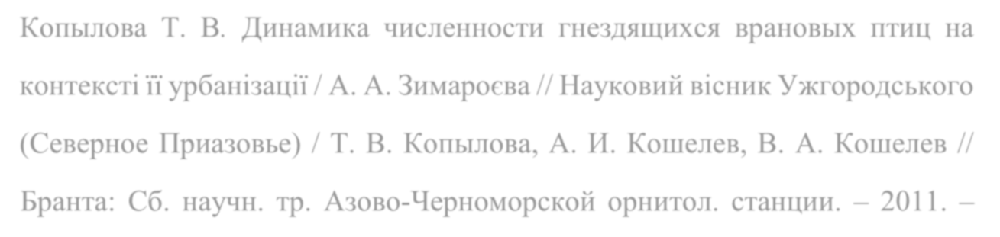 Копылова Т. В. Динамика численности гнездящихся врановых птиц на
контексті її урбанізації / А. А. Зимароєва // Науковий вісник Ужгородського
(Северное Приазовье) / Т. В. Копылова, А. И. Кошелев, В. А. Кошелев //
Бранта: Сб. научн. тр. Азово-Черноморской орнитол. станции. – 2011. –